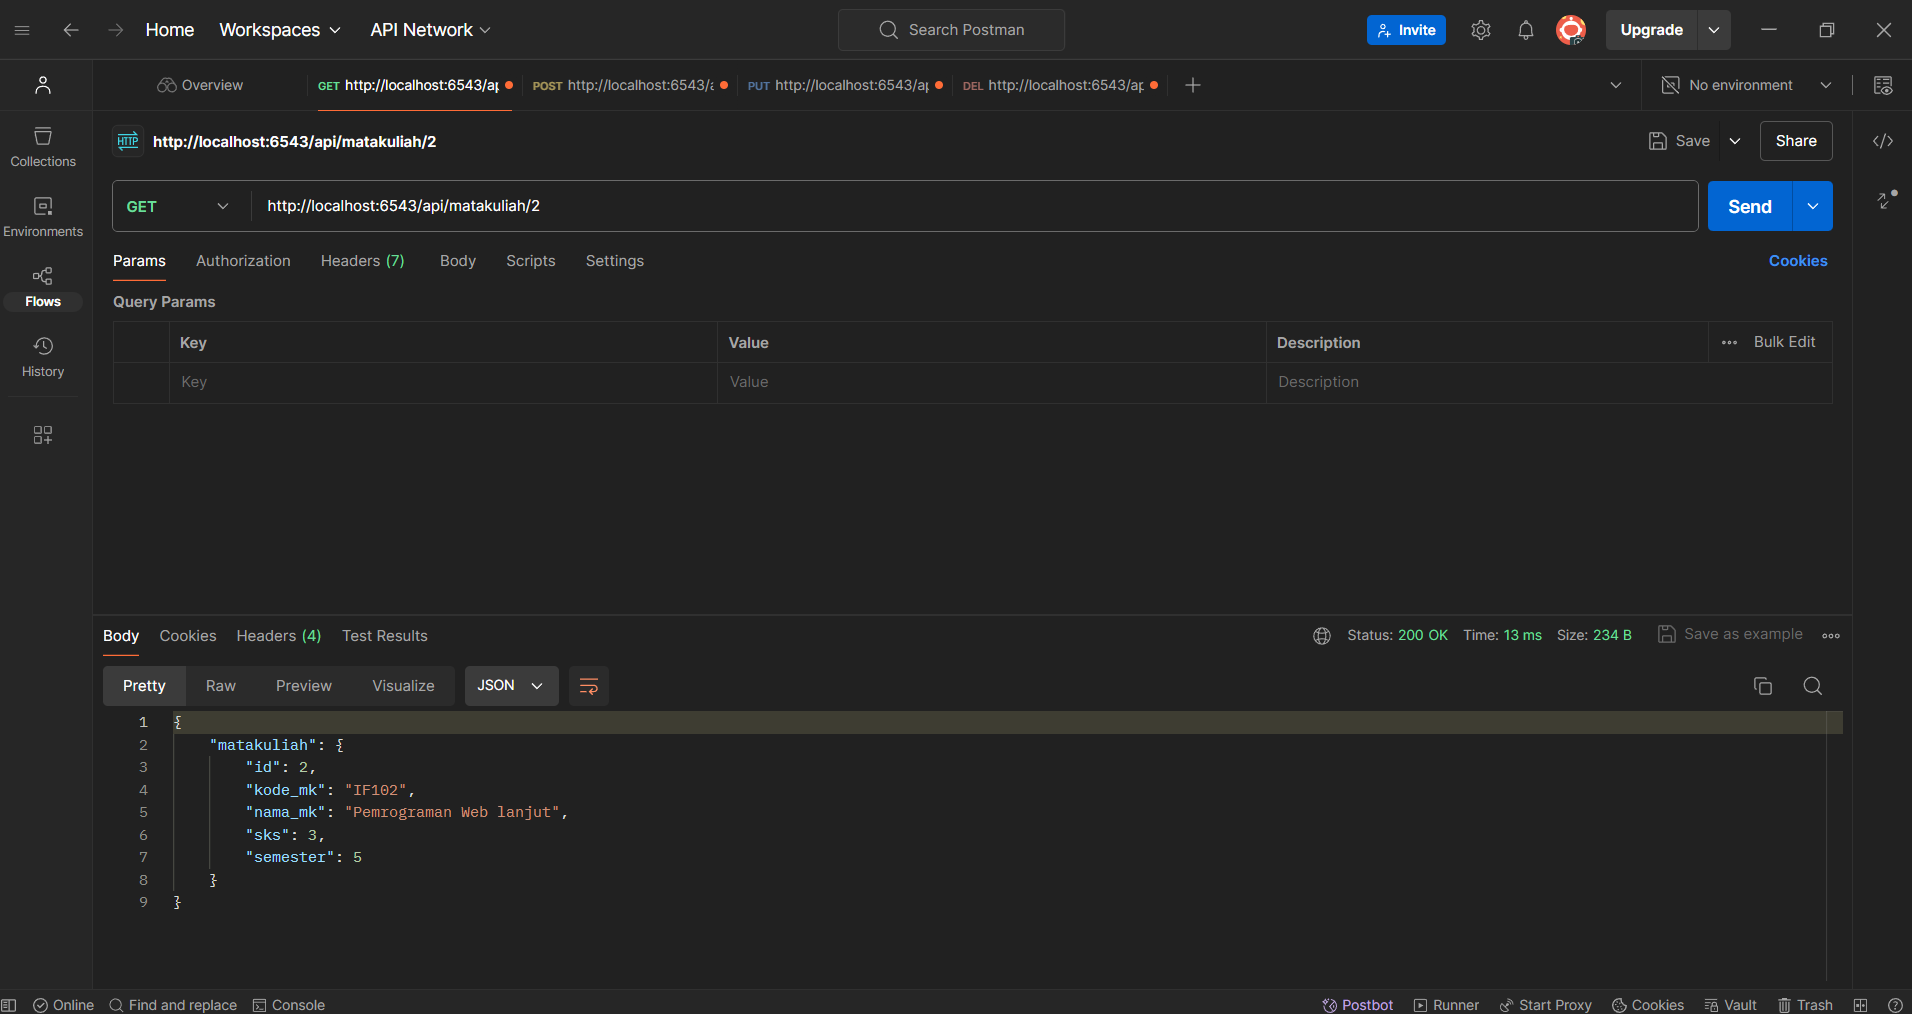 Home Workspaces API Network Search Postman Invite Upgrade
Overview GET http://localhost:6543/ap POST http://localhost:6543/a PUT http://localhost:6543/ap DEL http://localhost:6543/ap No environment
HTTP http://localhost:6543/api/matakuliah/2 Save Share
Collections
Environments
Flows
History
GET http://localhost:6543/api/matakuliah/2 Send
Params Authorization Headers (7) Body Scripts Settings Cookies
Query Params
Key Value Description Bulk Edit
Key Value Description
Body Cookies Headers (4) Test Results Status: 200 OK Time: 13 ms Size: 234 B Save as example
Pretty Raw Preview Visualize JSON
1 {
2 "matakuliah": {
3 "id": 2,
4 "kode_mk": "IF102",
5 "nama_mk": "Pemrograman Web lanjut",
6 "sks": 3,
7 "semester": 5
8 }
9 }
Online Find and replace Console Postbot Runner Start Proxy Cookies Vault Trash